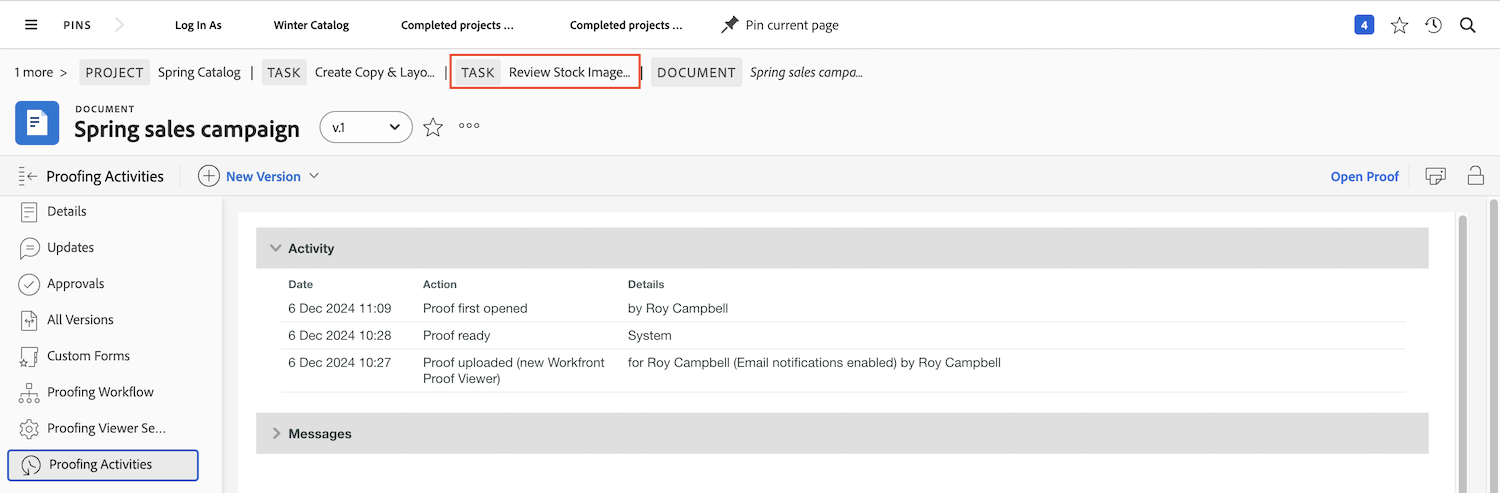 PINS Log In As Winter Catalog Completed projects ... Completed projects ... Pin current page 4
1 more > PROJECT Spring Catalog | TASK Create Copy & Layo... | TASK Review Stock Image... | DOCUMENT Spring sales campa...
DOCUMENT
Spring sales campaign v.1
Proofing Activities New Version Open Proof
Details
Updates
Approvals
All Versions
Custom Forms
Proofing Workflow
Proofing Viewer Se...
Proofing Activities
Activity
Date Action Details
6 Dec 2024 11:09 Proof first opened by Roy Campbell
6 Dec 2024 10:28 Proof ready System
6 Dec 2024 10:27 Proof uploaded (new Workfront for Roy Campbell (Email notifications enabled) by Roy Campbell
Proof Viewer)
Messages